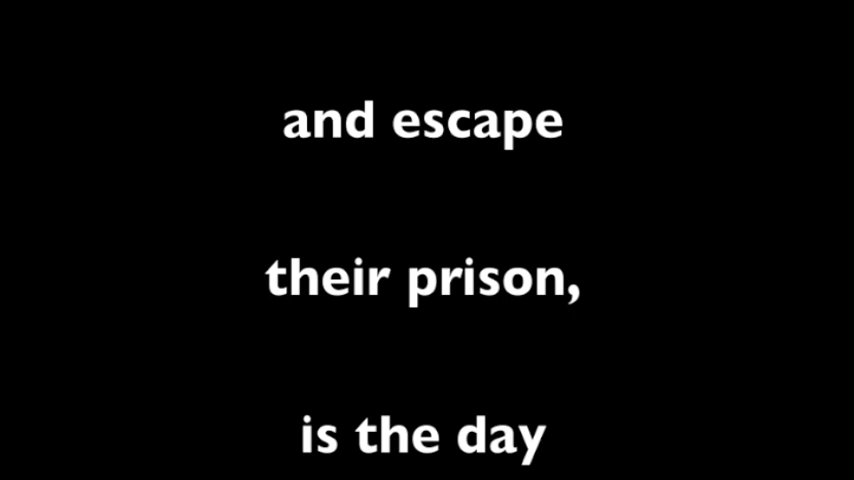 and escape
their prison,
is the day